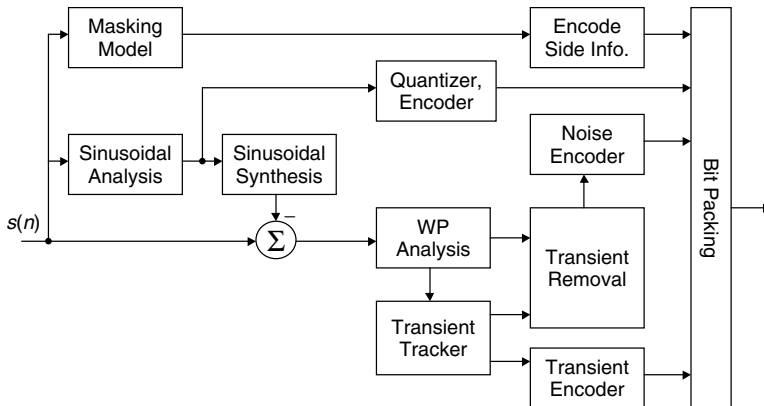 Masking
Model
Encode
Side Info.
Quantizer,
Encoder
Sinusoidal
Analysis
Sinusoidal
Synthesis
Noise
Encoder
s(n)
–
Σ
WP
Analysis
Transient
Removal
Transient
Tracker
Transient
Encoder
Bit Packing